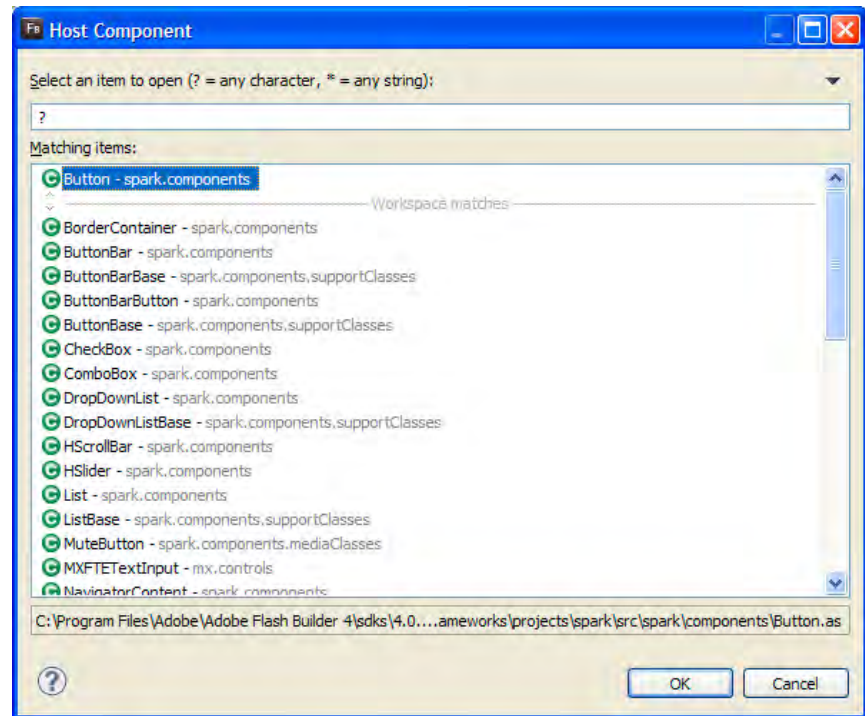 FB Host Component
Select an item to open (? = any character, * = any string):
?
Matching items:
Button - spark.components
Workspace matches
BorderContainer - spark.components
ButtonBar - spark.components
ButtonBarBase - spark.components.supportClasses
ButtonBarButton - spark.components
ButtonBase - spark.components.supportClasses
CheckBox - spark.components
ComboBox - spark.components
DropDownList - spark.components
DropDownListBase - spark.components.supportClasses
HScrollBar - spark.components
HSlider - spark.components
List - spark.components
ListBase - spark.components.supportClasses
MuteButton - spark.components.mediaClasses
MXFTETextInput - mx.controls
NavigatorContent - spark.components
C:\Program Files\Adobe\Adobe Flash Builder 4\sdks\4.0....ameworks\projects\spark\src\spark\components\Button.as
?
OK Cancel